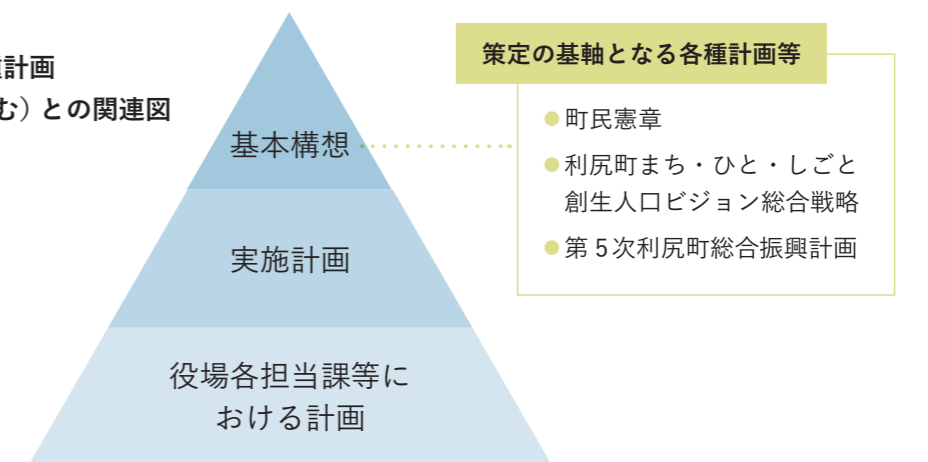 計画
む）との関連図
基本構想
実施計画
役場各担当課等に
おける計画
策定の基軸となる各種計画等
町民憲章
利尻町まち・ひと・しごと
創生人口ビジョン総合戦略
第5次利尻町総合振興計画